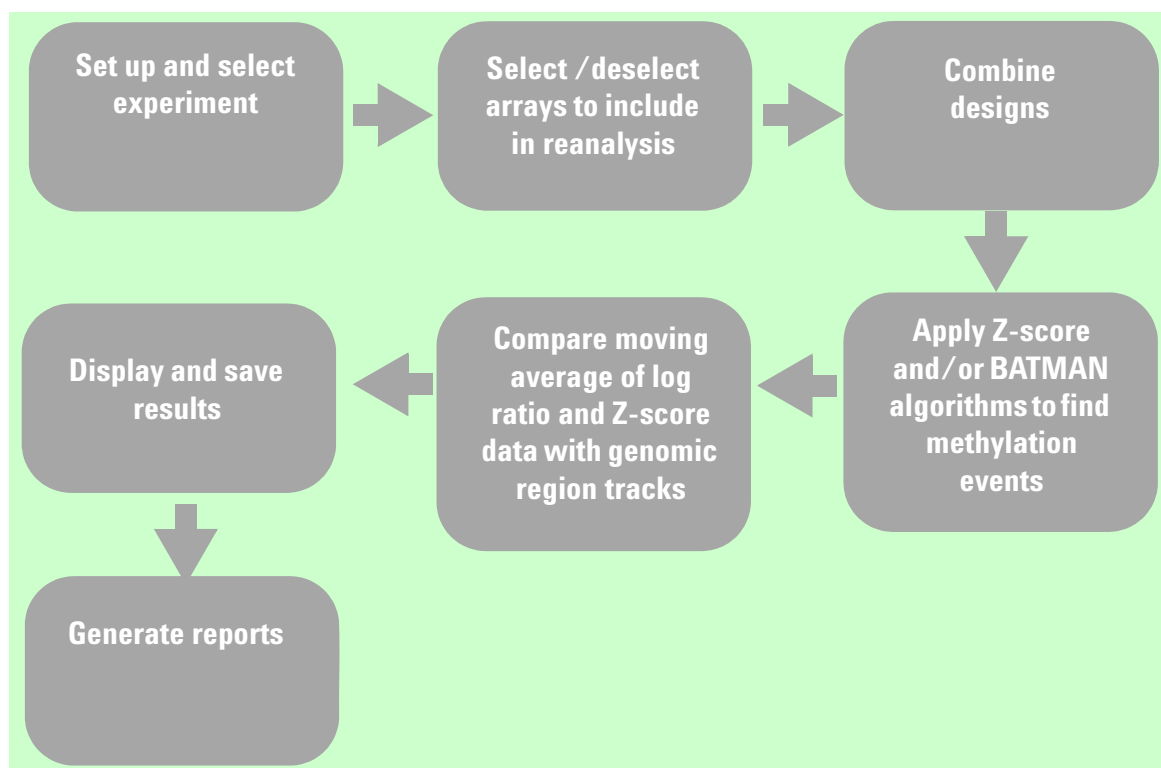 Set up and select
experiment
Select /deselect
arrays to include
in reanalysis
Combine
designs
Apply Z-score
and/or BATMAN
algorithms to find
methylation
events
Compare moving
average of log
ratio and Z-score
data with genomic
region tracks
Display and save
results
Generate reports